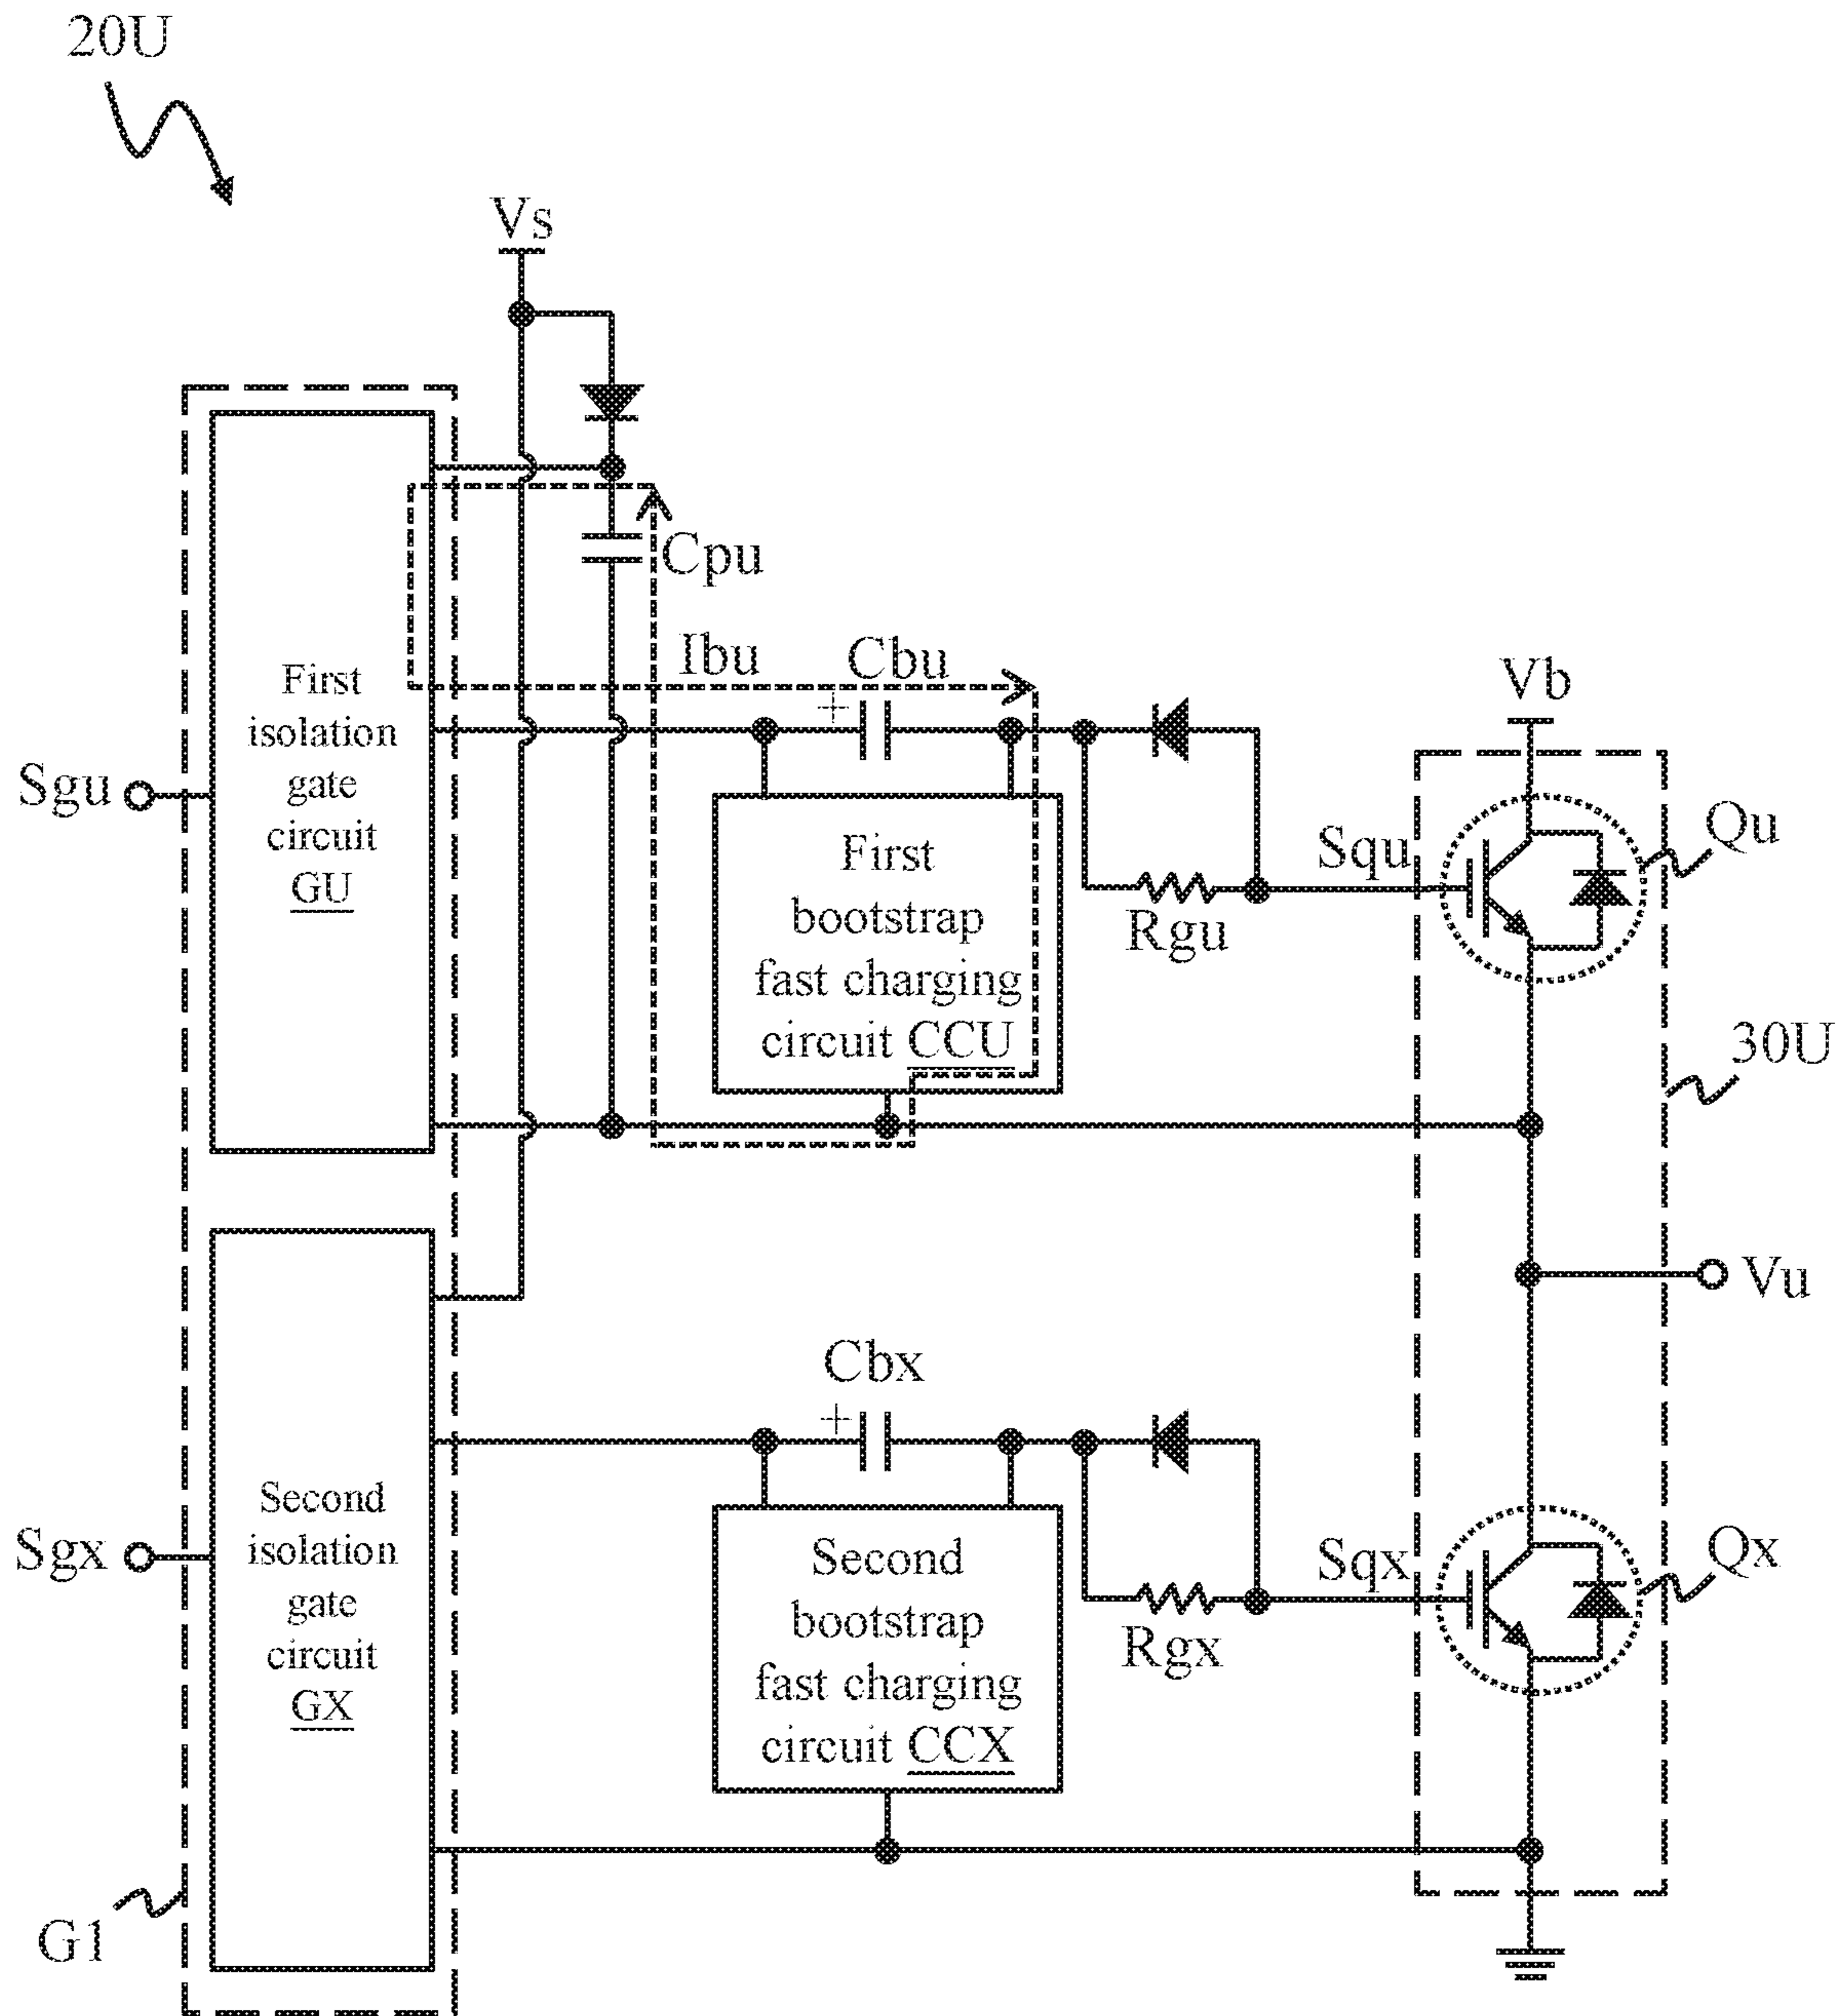 20U
Vs
Cpu
Ibu
Cbu
+
First
isolation
gate
circuit
GU
Sgu
First
bootstrap
fast charging
circuit CCU
Rgu
Vb
Squ
Qu
30U
Vu
Cbx
+
Second
isolation
gate
circuit
GX
Sgx
Second
bootstrap
fast charging
circuit CCX
Rgx
Sqx
Qx
G1